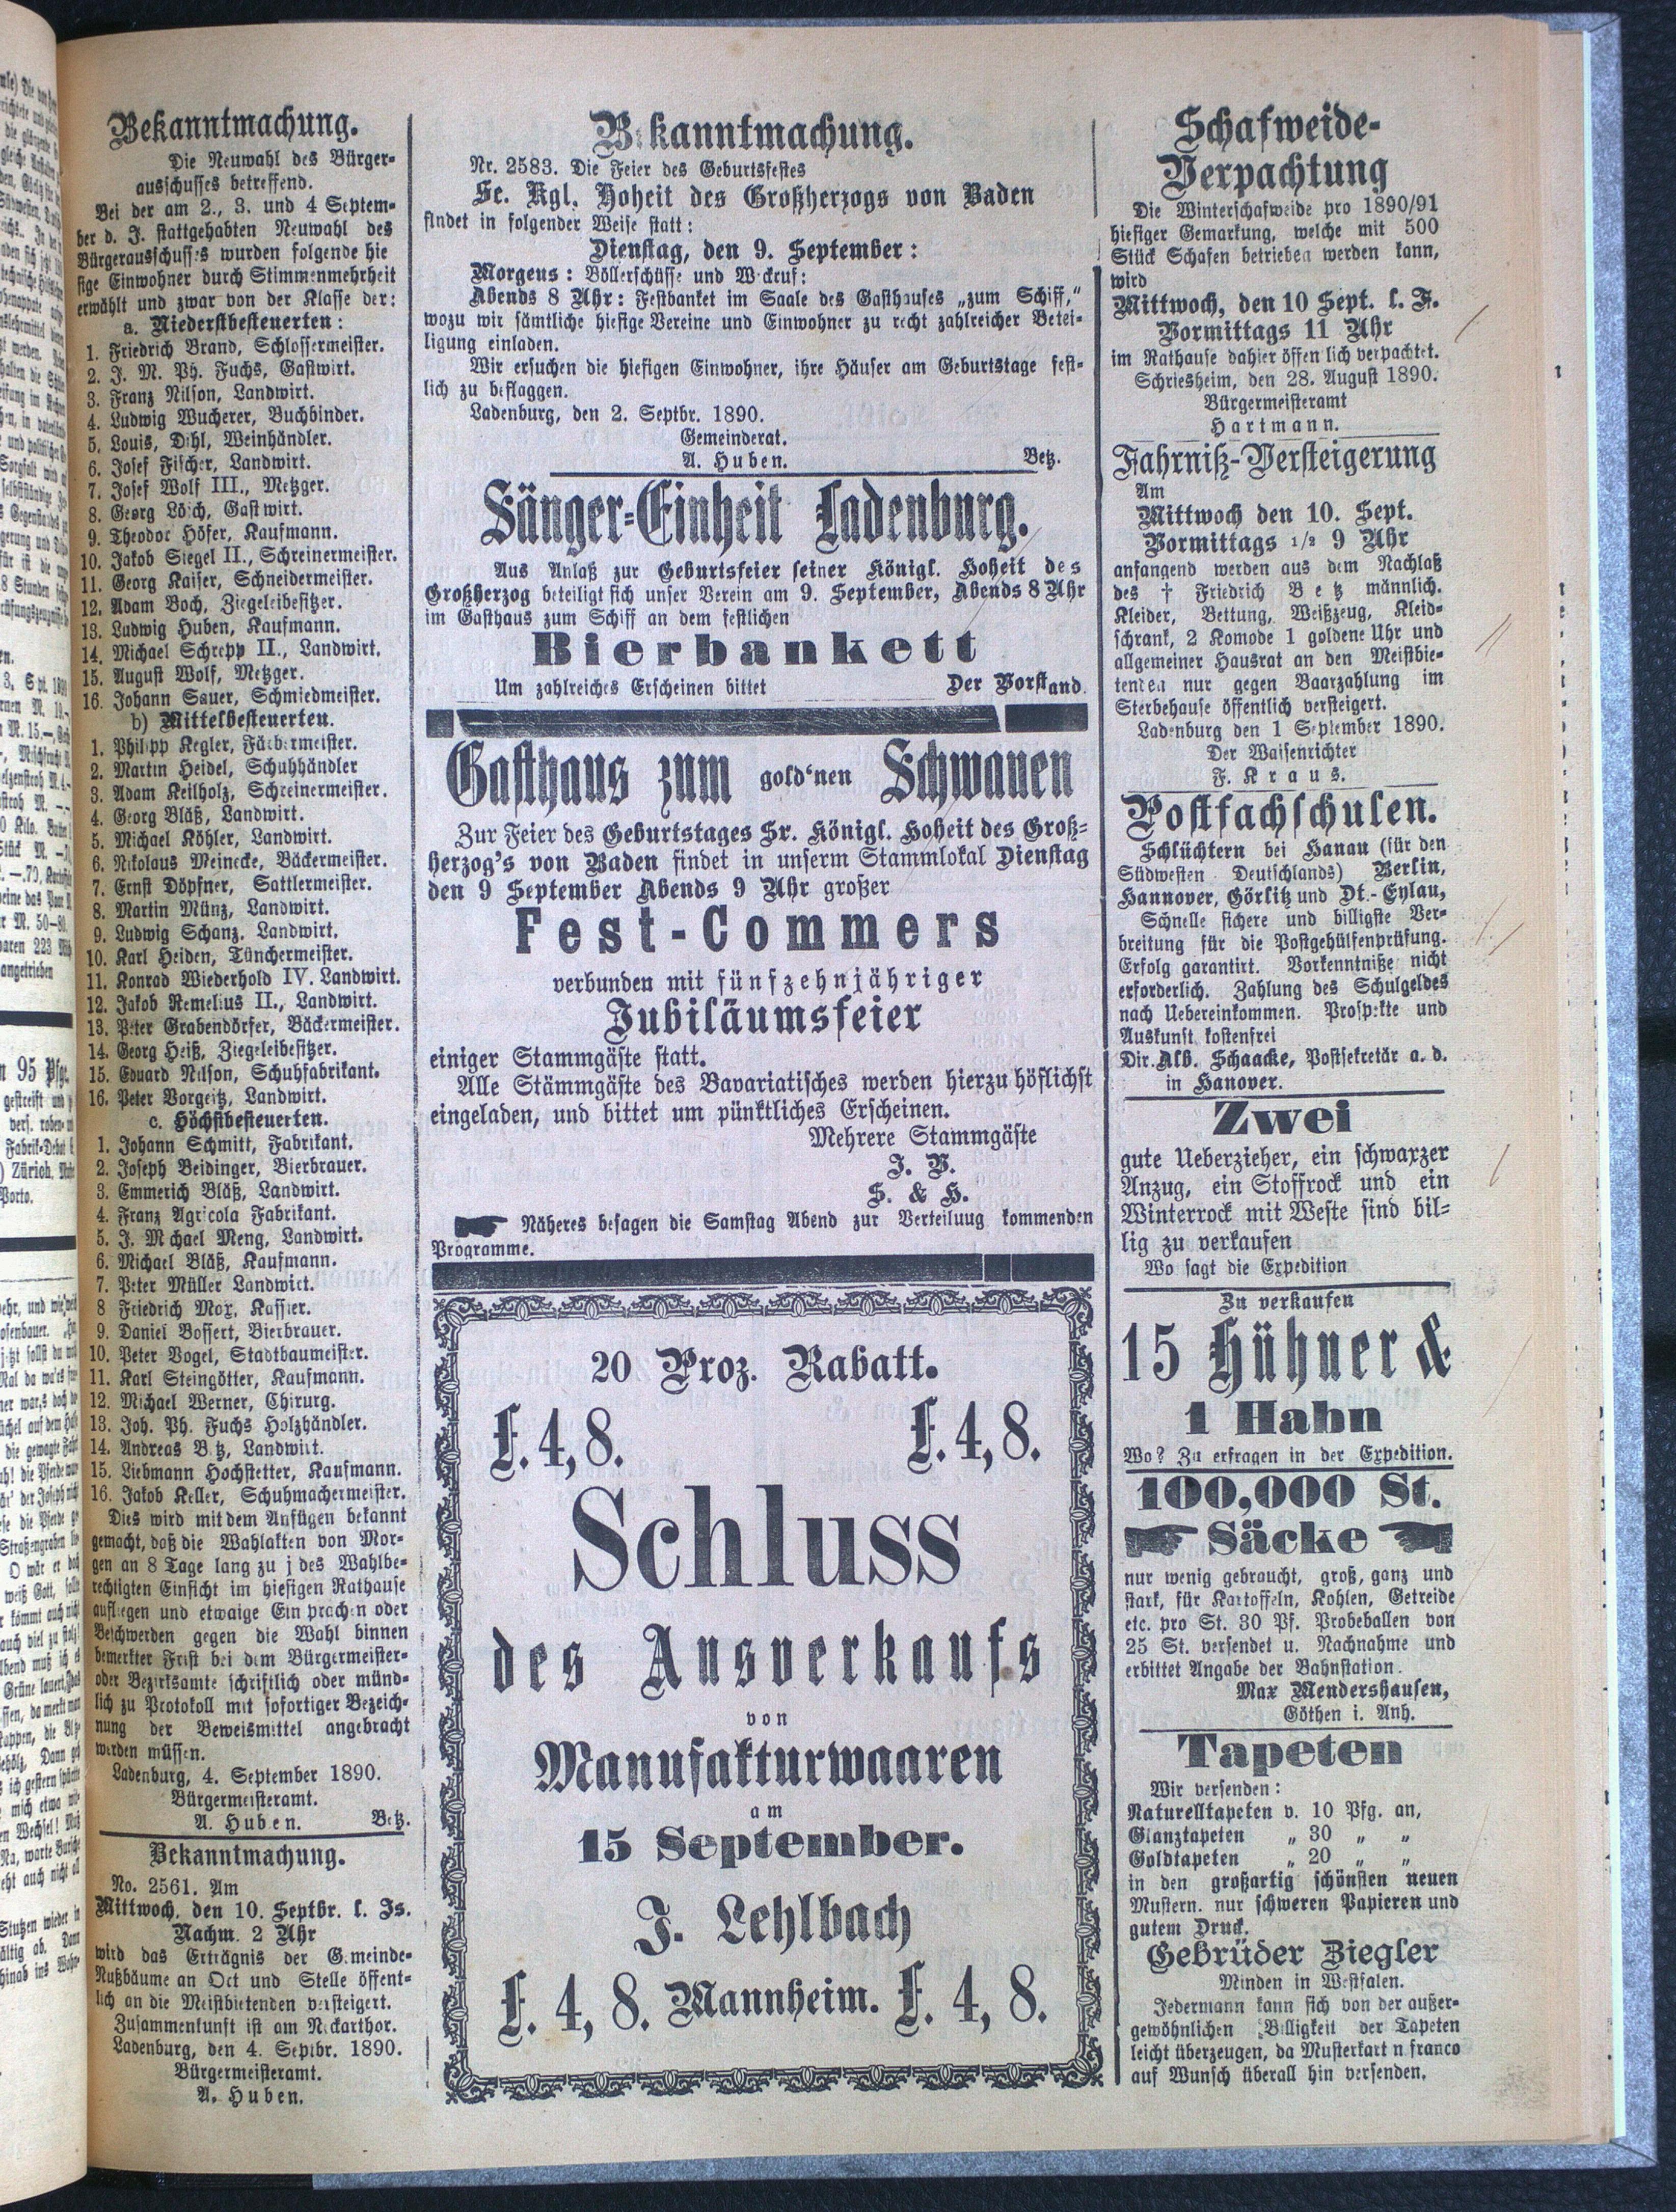 Bekanntmachung.
Die Neuwahl des Bürger-
ausschusses betreffend.
Bei der am 2., 3. und 4 Septem-
ber d. J. stattgehabten Neuwahl des
Bürgerausschusses wurden folgende hie
sige Einwohner durch Stimmenmehrheit
erwählt und zwar von der Klasse der:
a. Niederstbesteuerten:
1. Friedrich Brand, Schlossermeister.
2. J. M. Ph. Fuchs, Gastwirt.
3. Franz Nilson, Landwirt.
4. Ludwig Wucherer, Buchbinder.
5. Louis, Dihl, Weinhändler.
6. Josef Fischer, Landwirt.
7. Josef Wolf III., Metzger.
8. Georg Lösch, Gastwirt.
9. Theodor Höfer, Kaufmann.
10. Jakob Siegel II., Schreinermeister.
11. Georg Kaiser, Schneidermeister.
12. Adam Boch, Ziegeleibesitzer.
13. Ludwig Huben, Kaufmann.
14. Michael Schrepp II., Landwirt.
15. August Wolf, Metzger.
16. Johann Sauer, Schmiedmeister.
b) Mittelbesteuerten.
1. Philipp Kegler, Färbermeister.
2. Martin Heidel, Schuhhändler
3. Adam Keilholz, Schreinermeister.
4. Georg Bläß, Landwirt.
5. Michael Köhler, Landwirt.
6. Nikolaus Meinecke, Bäckermeister.
7. Ernst Döpfner, Sattlermeister.
8. Martin Münz, Landwirt.
9. Ludwig Schanz, Landwirt.
10. Karl Heiden, Tünchermeister.
11. Konrad Wiederhold IV. Landwirt.
12. Jakob Remelius II., Landwirt.
13. Peter Grabendörfer, Bäckermeister.
14. Georg Heiß, Ziegeleibesitzer.
15. Eduard Nilson, Schuhfabrikant.
16. Peter Vorgeitz, Landwirt.
c. Höchstbesteuerten.
1. Johann Schmitt, Fabrikant.
2. Joseph Beidinger, Bierbrauer.
3. Emmerich Bläß, Landwirt.
4. Franz Agricola Fabrikant.
5. J. Michael Meng, Landwirt.
6. Michael Bläß, Kaufmann.
7. Peter Müller Landwirt.
8 Friedrich Mox, Kassier.
9. Daniel Bossert, Bierbrauer.
10. Peter Vogel, Stadtbaumeister.
11. Karl Steingötter, Kaufmann.
12. Michael Werner, Chirurg.
13. Joh. Ph. Fuchs Holzhändler.
14. Andreas B tz, Landwirt.
15. Liebmann Hochstetter, Kaufmann.
16. Jakob Keller, Schuhmachermeister.
Dies wird mit dem Anfügen bekannt
gemacht, daß die Wahlakten von Mor-
gen an 8 Tage lang zu j des Wahlbe-
rechtigten Einsicht im hiesigen Rathause
aufliegen und etwaige Ein prachen oder
Beschwerden gegen die Wahl binnen
bemerkter Frist bei dem Bürgermeister-
oder Bezirksamte schriftlich oder münd-
lich zu Protokoll mit sofortiger Bezeich-
nung der Beweismittel angebracht
werden müssen.
Ladenburg, 4. September 1890.
Bürgermeisteramt.
A. Huben. Betz.
Bekanntmachung.
No. 2561. Am
Mittwoch, den 10. Septbr. l. Js.
Nachm. 2 Uhr
wird das Erträgnis der Gemeinde-
Nußbäume an Oct und Stelle öffent-
lich an die Meistbietenden versteigert.
Zusammenkunft ist am Neckarthor.
Ladenburg, den 4. Septbr. 1890.
Bürgermeisteramt.
A. Huben.
B kanntmachung.
Nr. 2583. Die Feier des Geburtsfestes
Sr. Kgl. Hoheit des Großherzogs von Baden
findet in folgender Weise statt:
Dienstag, den 9. September:
Morgens: Böllerschüsse und W ckruf:
Abends 8 Uhr: Festbanket im Saale des Gasthauses „zum Schiff,“
wozu wir sämtliche hiesige Vereine und Einwohner zu recht zahlreicher Betei-
ligung einladen.
Wir ersuchen die hiesigen Einwohner, ihre Häuser am Geburtstage fest-
lich zu beflaggen.
Ladenburg, den 2. Septbr. 1890.
Gemeinderat.
A. Huben. Betz.
Sänger-Einheit Ladenburg.
Aus Anlaß zur Geburtsfeier seiner Königl. Hoheit des
Großherzog beteiligt sich unser Verein am 9. September, Abends 8 Uhr
im Gasthaus zum Schiff an dem festlichen
Bierbankett
Um zahlreiches Erscheinen bittet Der Vorstand.
Gasthaus zum gold'nen Schwanen
Zur Feier des Geburtstages Sr. Königl. Hoheit des Groß-
herzog's von Baden findet in unserm Stammlokal Dienstag
den 9 September Abends 9 Uhr großer
Fest-Commers
verbunden mit fünfzehnjähriger
Jubiläumsfeier
einiger Stammgäste statt.
Alle Stämmgäste des Bavariatisches werden hierzu höflichst
eingeladen, und bittet um pünktliches Erscheinen.
Mehrere Stammgäste
J. V.
S. & H.
Näheres besagen die Samstag Abend zur Verteiluug kommenden
Programme.
20 Proz. Rabatt.
F. 4, 8. F. 4, 8.
Schluss
des Ausverkaufs
von
Manufakturwaaren
am
15 September.
J. Lehlbach
F. 4, 8. Mannheim. F. 4, 8.
Schafweide-
Verpachtung
Die Winterschafweide pro 1890/91
hiesiger Gemarkung, welche mit 500
Stück Schafen betrieben werden kann,
wird
Mittwoch, den 10 Sept. l. J.
Vormittags 11 Uhr
im Rathause dahier öffen lich verpachtet.
Schriesheim, den 28. August 1890.
Bürgermeisteramt
Hartmann.
Fahrniß-Versteigerung
Am
Mittwoch den 10. Sept.
Vormittags 1/2 9 Uhr
anfangend werden aus dem Nachlaß
des † Friedrich Betz männlich.
Kleider, Bettung, Weißzeug, Kleid-
schrank, 2 Komode 1 goldene Uhr und
allgemeiner Hausrat an den Meistbie-
tenden nur gegen Baarzahlung im
Sterbehause öffentlich versteigert.
Ladenburg den 1 September 1890.
Der Waisenrichter
F. Kraus.
Postfachschulen.
Schlüchtern bei Hanau (für den
Südwesten Deutschlands) Berlin,
Hannover, Görlitz und Dt.-Eylau,
Schnelle sichere und billigste Ver-
breitung für die Postgehülfenprüfung.
Erfolg garantirt. Vorkenntniße nicht
erforderlich. Zahlung des Schulgeldes
nach Uebereinkommen. Prospekte und
Auskunft kostenfrei
Dir. Alb. Schaacke, Postsekretär a. d.
in Hanover.
Zwei
gute Ueberzieher, ein schwarzer
Anzug, ein Stoffrock und ein
Winterrock mit Weste sind bil-
lig zu verkaufen
Wo sagt die Expedition
Zu verkaufen
15 Hühner &
1 Hahn
Wo? Zu erfragen in der Expedition.
100,000 St.
Säcke
nur wenig gebraucht, groß, ganz und
stark, für Kartoffeln, Kohlen, Getreide
etc. pro St. 30 Pf. Probeballen von
25 St. versendet u. Nachnahme und
erbittet Angabe der Bahnstation.
Max Mendershausen,
Cöthen i. Anh.
Tapeten
Wir versenden:
Naturelltapeten v. 10 Pfg. an,
Glanztapeten „ 30 „ „
Goldtapeten „ 20 „ „
in den großartig schönsten neuen
Mustern. nur schweren Papieren und
gutem Druck.
Gebrüder Ziegler
Minden in Westfalen.
Jedermann kann sich von der außer-
gewöhnlichen Billigkeit der Tapeten
leicht überzeugen, da Musterkart n franco
auf Wunsch überall hin versenden.